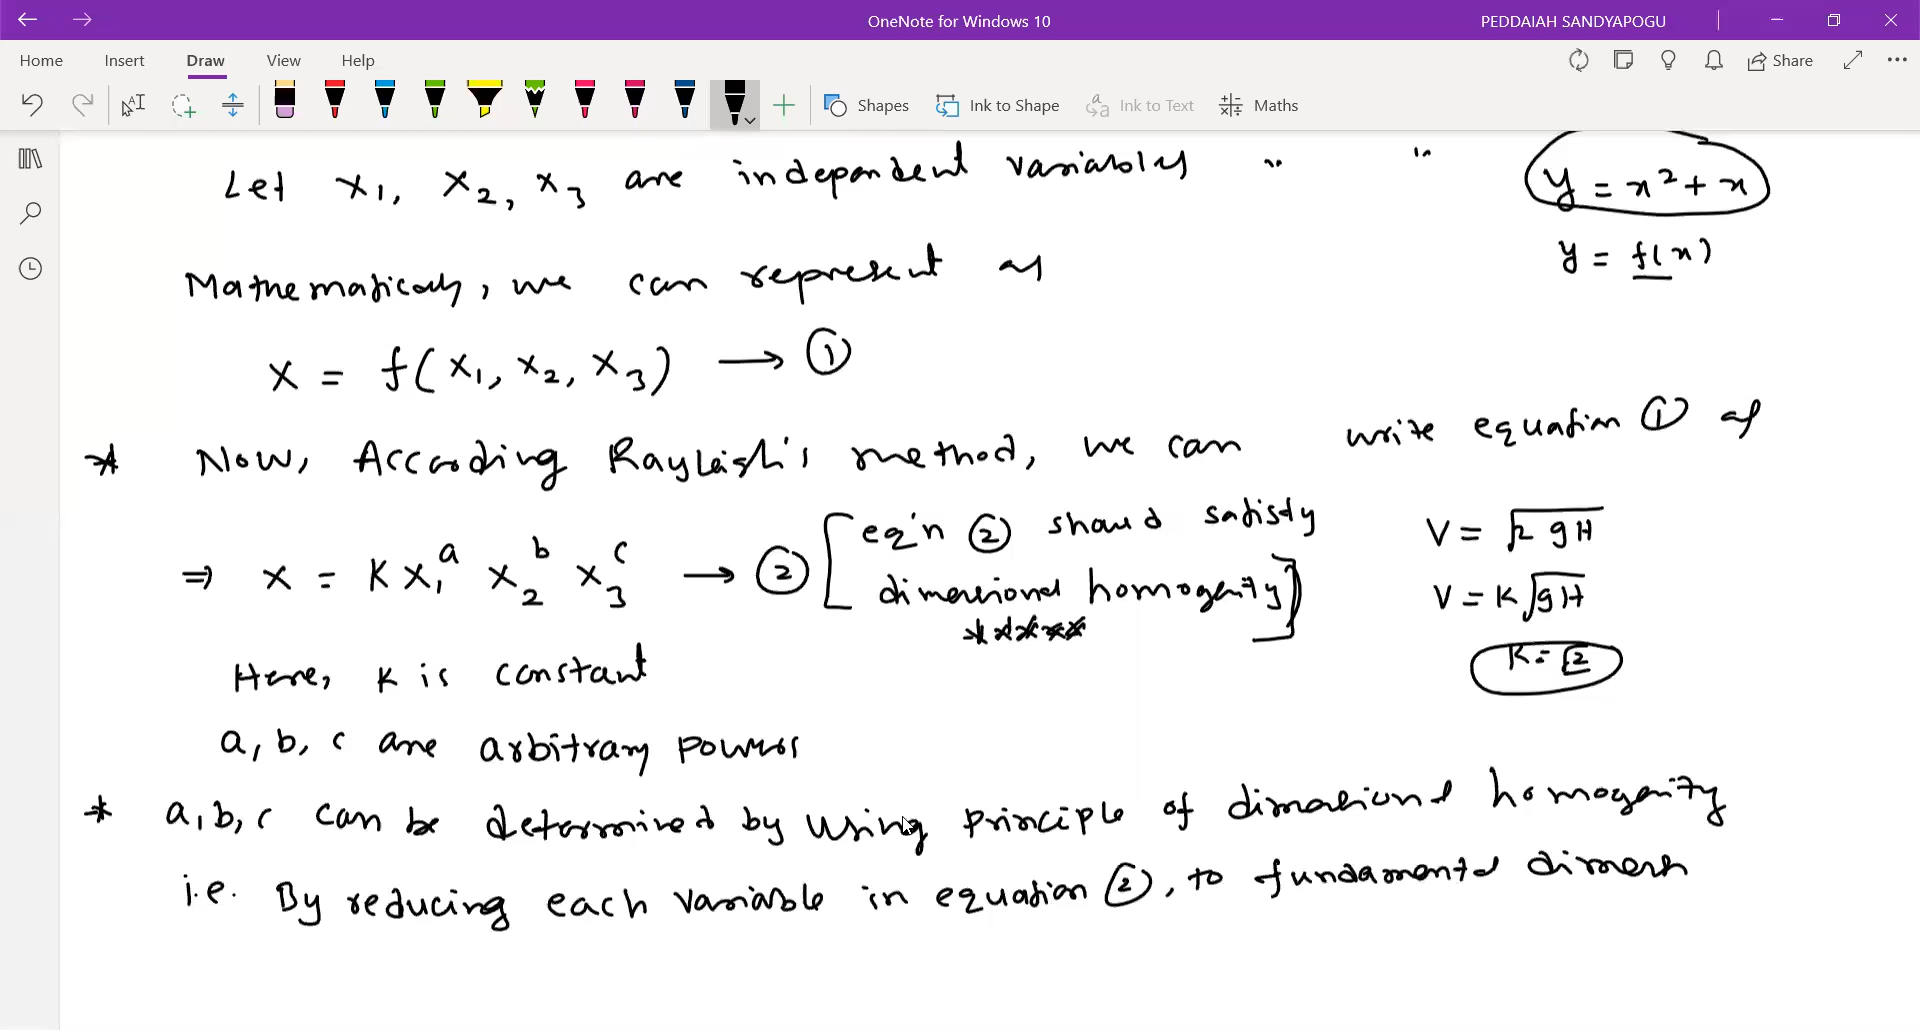 OneNote for Windows 10
PEDDAIAH SANDYAPOGU
Home Insert Draw View Help
Share
Shapes Ink to Shape Ink to Text Maths
Let x1, x2, x3 are independent variables " "
y = x² + x
y = f(x)
Mathematically, we can represent as
X = f(x1, x2, x3) → ①
* Now, According Rayleigh's method, we can write equation ① as
⇒ X = K X1^a X2^b X3^c → ② [eq'n ② should satisfy
dimensional homogenity]
*****
V = √2gH
V = K√gH
K = √2
Here, K is constant
a, b, c are arbitrary powers
* a, b, c can be determined by using principle of dimensional homogenity
i.e. By reducing each variable in equation ②, to fundamental dimens